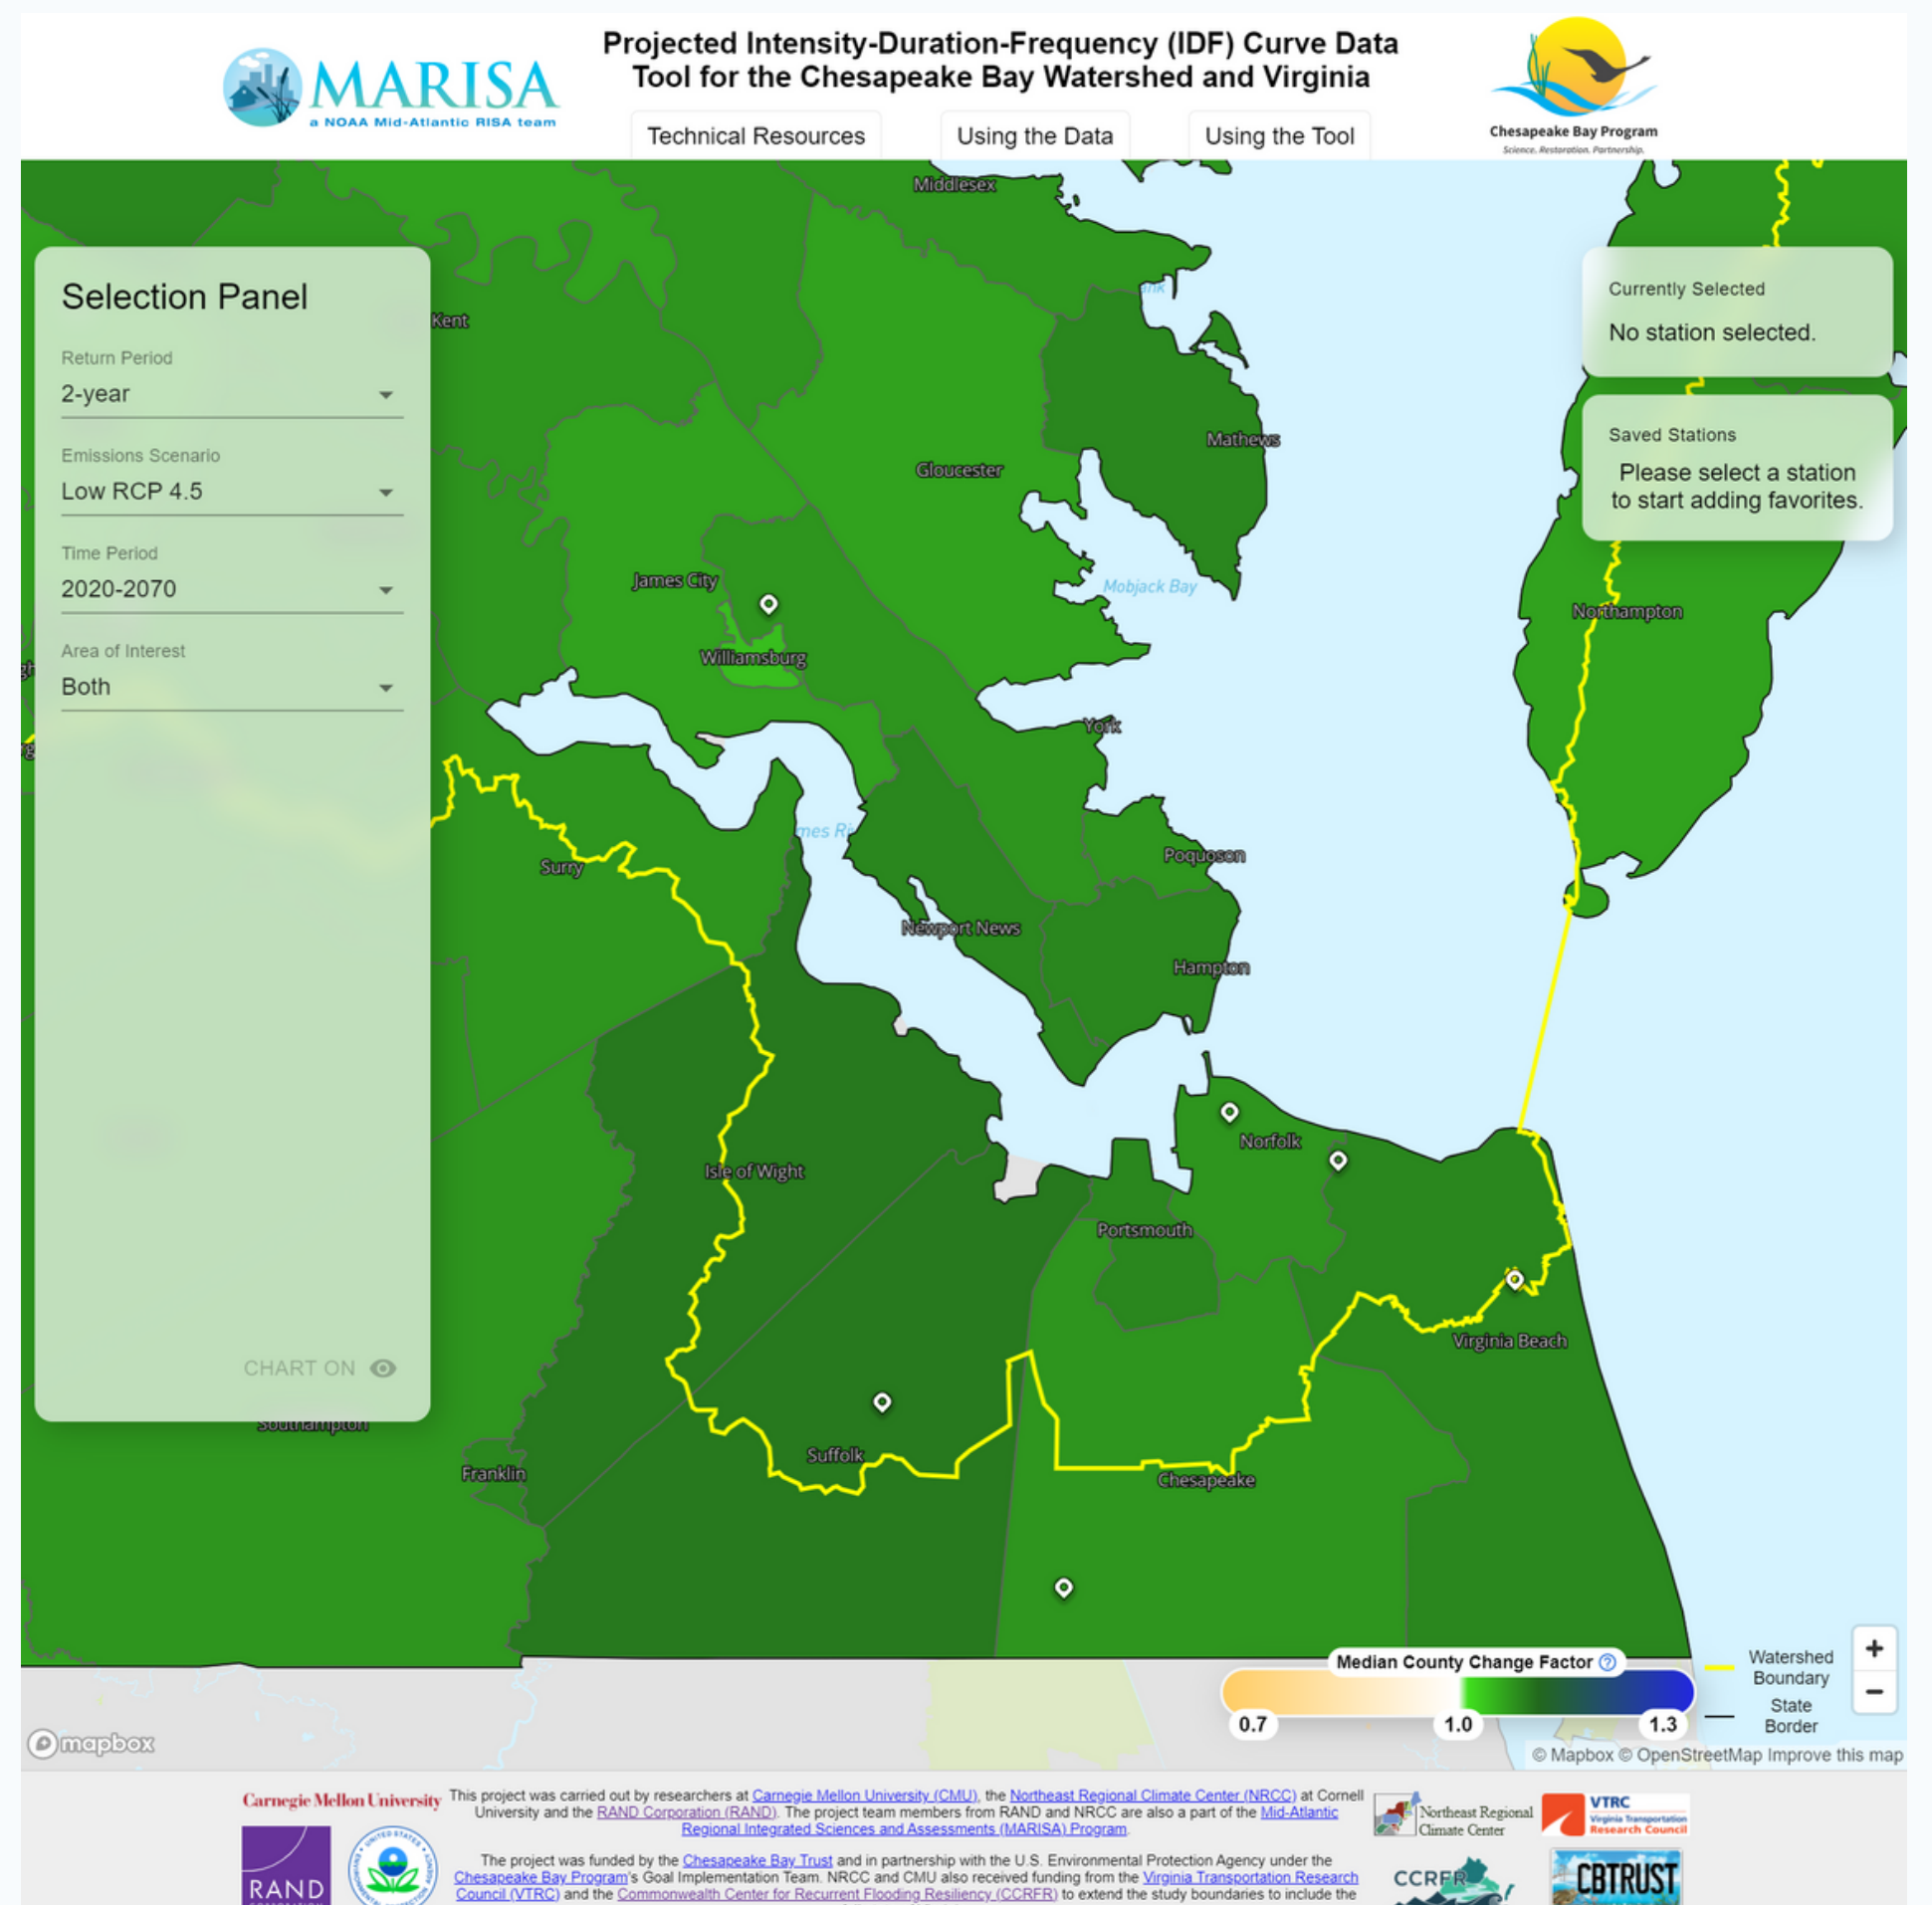 MARISA
a NOAA Mid-Atlantic RISA team
Projected Intensity-Duration-Frequency (IDF) Curve Data
Tool for the Chesapeake Bay Watershed and Virginia
Technical Resources
Using the Data
Using the Tool
Chesapeake Bay Program
Science. Restoration. Partnership.
Selection Panel
Return Period
2-year
Emissions Scenario
Low RCP 4.5
Time Period
2020-2070
Area of Interest
Both
CHART ON
Currently Selected
No station selected.
Saved Stations
Please select a station
to start adding favorites.
Middlesex
Kent
Mathews
Gloucester
James City
Mobjack Bay
Northampton
Williamsburg
York
mes Ri
Poquoson
Surry
Newport News
Hampton
Norfolk
Isle of Wight
Portsmouth
Virginia Beach
Southampton
Suffolk
Franklin
Chesapeake
Median County Change Factor ?
0.7
1.0
1.3
Watershed
Boundary
State
Border
+
−
mapbox
© Mapbox © OpenStreetMap Improve this map
Carnegie Mellon University
RAND
This project was carried out by researchers at Carnegie Mellon University (CMU), the Northeast Regional Climate Center (NRCC) at Cornell
University and the RAND Corporation (RAND). The project team members from RAND and NRCC are also a part of the Mid-Atlantic
Regional Integrated Sciences and Assessments (MARISA) Program.
The project was funded by the Chesapeake Bay Trust and in partnership with the U.S. Environmental Protection Agency under the
Chesapeake Bay Program's Goal Implementation Team. NRCC and CMU also received funding from the Virginia Transportation Research
Council (VTRC) and the Commonwealth Center for Recurrent Flooding Resiliency (CCRFR) to extend the study boundaries to include the
Northeast Regional
Climate Center
VTRC
Virginia Transportation
Research Council
CCRFR
CBTRUST